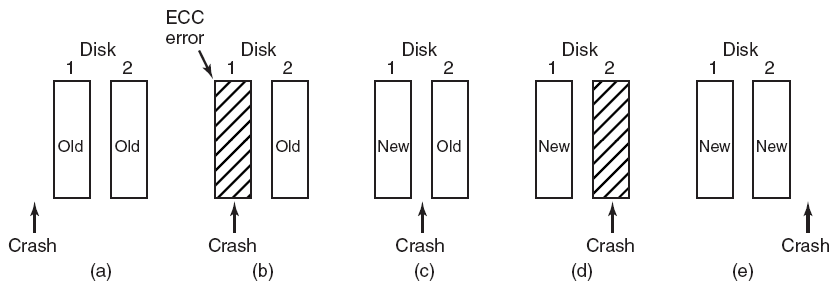 ECC
error
Disk
1 2
Old Old
Crash
(a)
Disk
1 2
Old
Crash
(b)
Disk
1 2
New Old
Crash
(c)
Disk
1 2
New
Crash
(d)
Disk
1 2
New New
Crash
(e)